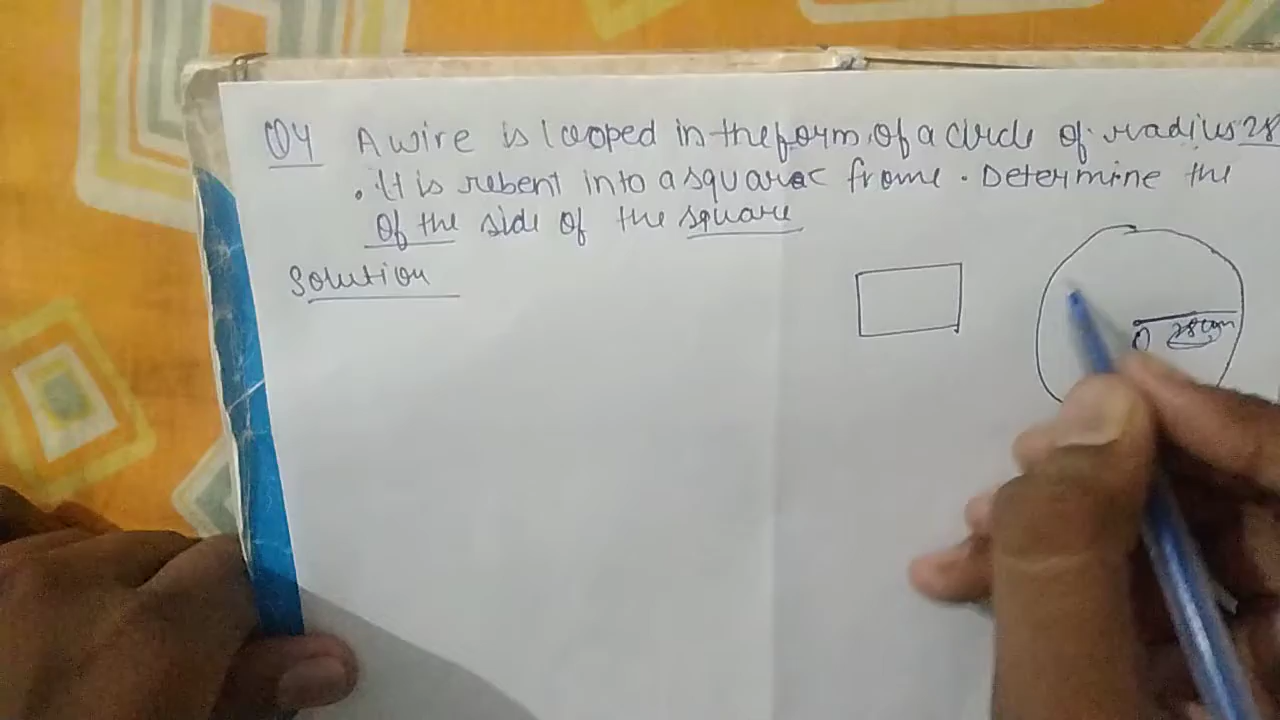 Q4 A wire is looped in the form of a circle of radius 28
. It is rebent into a squarac frome . Determine the
of the side of the square
Solution
O 28cm